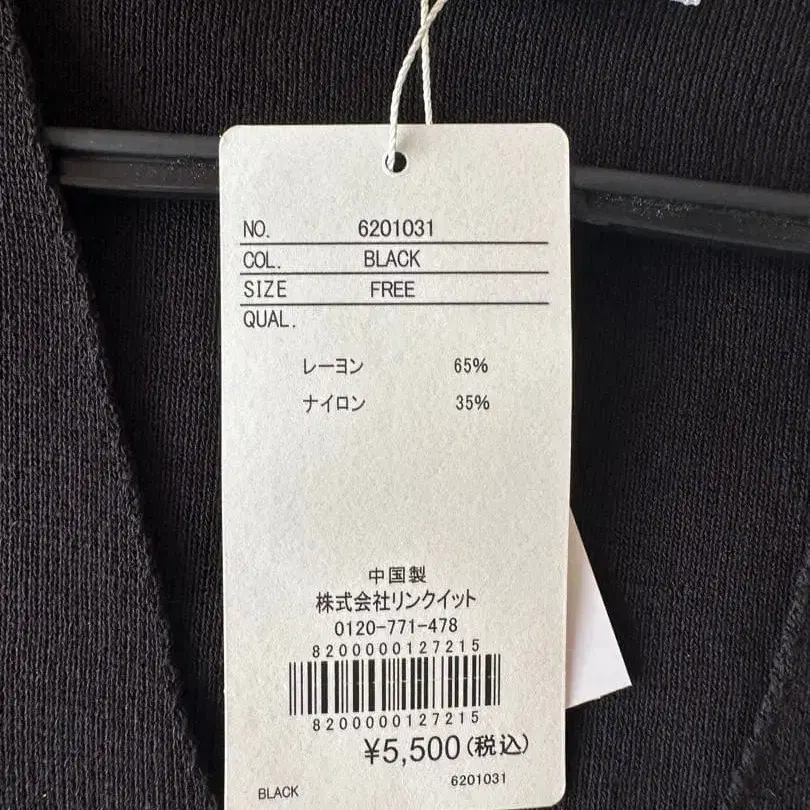 NO. 6201031
COL. BLACK
SIZE FREE
QUAL.
レーヨン 65%
ナイロン 35%
中国製
株式会社リンクイット
0120-771-478
8200000127215
8200000127215
¥5,500(税込)
BLACK 6201031